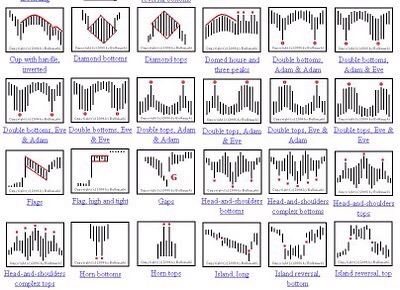 Cup with handle,
inverted
Diamond bottoms
Diamond tops
Domed house and
three peaks
Double bottoms,
Adam & Adam
Double bottoms,
Adam & Eve
Double bottoms, Eve
& Adam
Double bottoms, Eve
& Eve
Double tops, Adam
& Adam
Double tops, Adam
& Eve
Double tops, Eve &
Adam
Double tops, Eve &
Eve
Flags
Flag, high and tight
G
Gaps
Head-and-shoulders
bottoms
Head-and-shoulders
complex bottoms
Head-and-shoulders
tops
Head-and-shoulders
complex tops
Horn bottoms
Horn tops
Island, long
Island reversal,
bottom
Island reversal, top